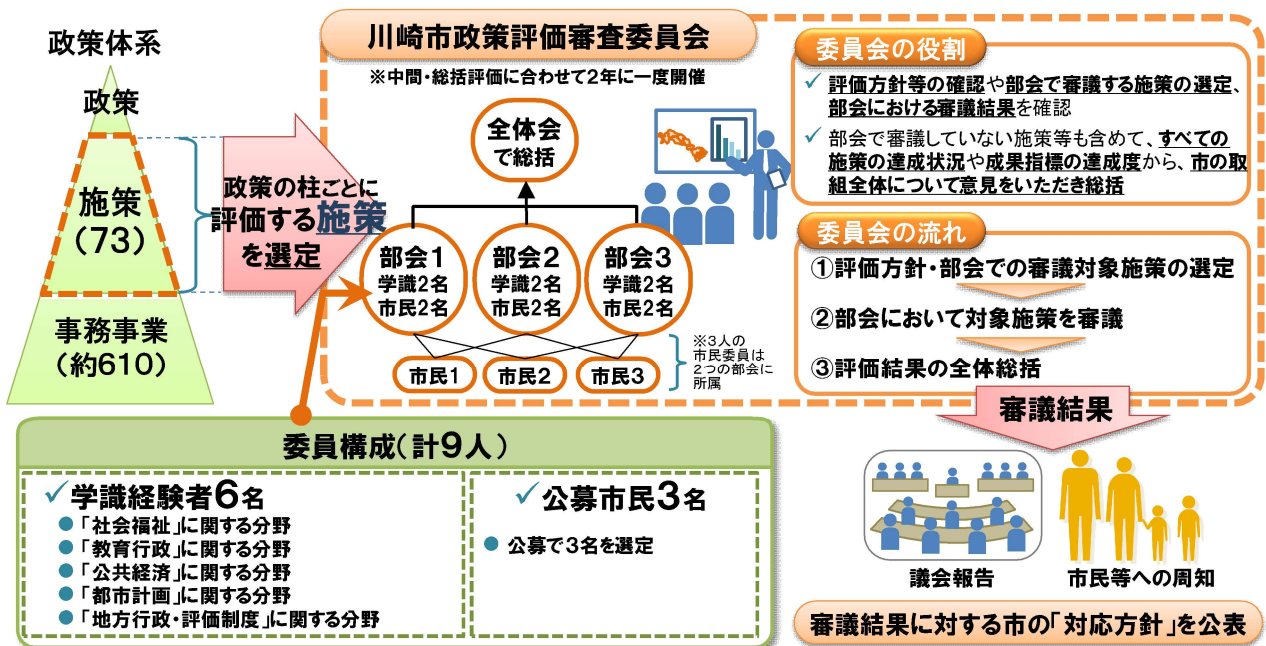 政策体系
政策
施策
(73)
事務事業
(約610)
政策の柱ごとに
評価する施策
を選定
川崎市政策評価審査委員会
※中間・総括評価に合わせて2年に一度開催
全体会
で総括
部会1
学識2名
市民2名
部会2
学識2名
市民2名
部会3
学識2名
市民2名
市民1
市民2
市民3
※3人の
市民委員は
2つの部会に
所属
委員会の役割
✓ 評価方針等の確認や部会で審議する施策の選定、
部会における審議結果を確認
✓ 部会で審議していない施策等も含めて、すべての
施策の達成状況や成果指標の達成度から、市の取
組全体について意見をいただき総括
委員会の流れ
①評価方針・部会での審議対象施策の選定
②部会において対象施策を審議
③評価結果の全体総括
審議結果
議会報告
市民等への周知
審議結果に対する市の「対応方針」を公表
委員構成(計9人)
✓学識経験者6名
●「社会福祉」に関する分野
●「教育行政」に関する分野
●「公共経済」に関する分野
●「都市計画」に関する分野
●「地方行政・評価制度」に関する分野
✓公募市民3名
● 公募で3名を選定